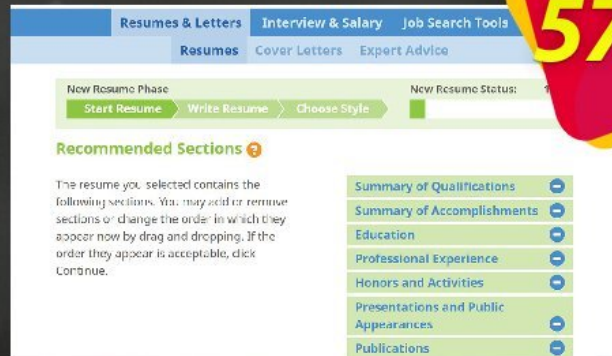 Resumes & Letters Interview & Salary Job Search Tools
57
Resumes Cover Letters Expert Advice
New Resume Phase New Resume Status:
Start Resume Write Resume Choose Style
Recommended Sections ?
The resume you selected contains the
following sections. You may add or remove
sections or change the order in which they
appear now by drag and dropping. If the
order they appear is acceptable, click
Continue.
Summary of Qualifications
Summary of Accomplishments
Education
Professional Experience
Honors and Activities
Presentations and Public
Appearances
Publications